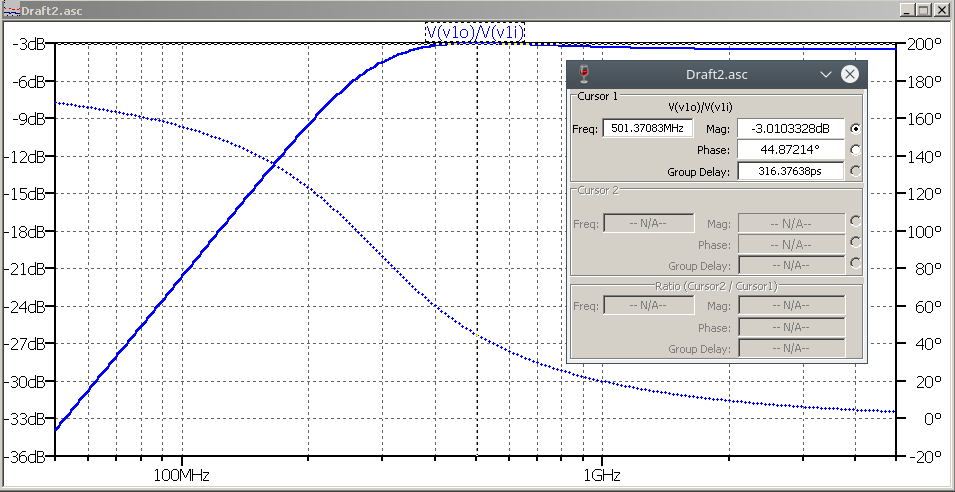 Draft2.asc
V(v1o)/V(v1i)
-3dB
-6dB
-9dB
-12dB
-15dB
-18dB
-21dB
-24dB
-27dB
-30dB
-33dB
-36dB
200°
180°
160°
140°
120°
100°
80°
60°
40°
20°
0°
-20°
100MHz
1GHz
Draft2.asc
Cursor 1
V(v1o)/V(v1i)
Freq: 501.37083MHz Mag: -3.0103328dB
Phase: 44.87214°
Group Delay: 316.37638ps
Cursor 2
Freq: -- N/A-- Mag: -- N/A--
Phase: -- N/A--
Group Delay: -- N/A--
Ratio (Cursor2 / Cursor1)
Freq: -- N/A-- Mag: -- N/A--
Phase: -- N/A--
Group Delay: -- N/A--